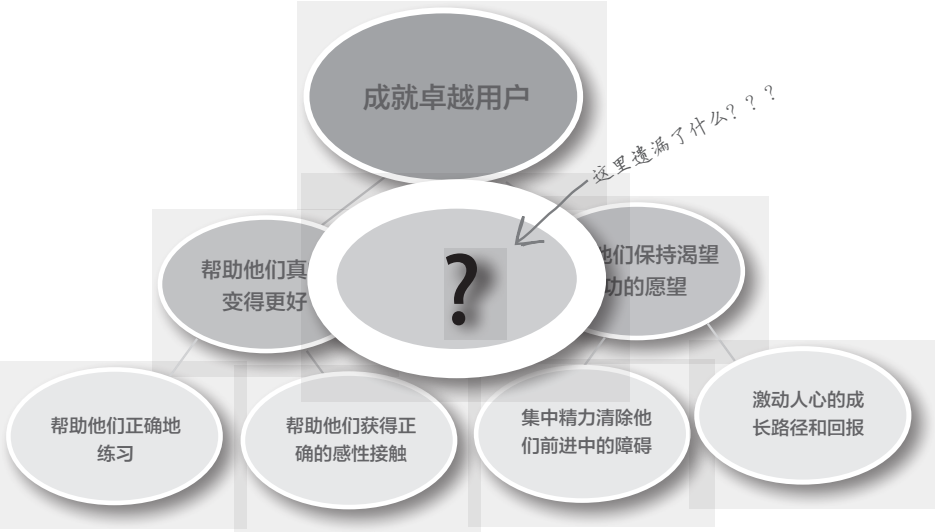 成就卓越用户
这里遗漏了什么？？？
帮助他们真
变得更好
?
他们保持渴望
功的愿望
帮助他们正确地
练习
帮助他们获得正
确的感性接触
集中精力清除他
们前进中的障碍
激动人心的成
长路径和回报